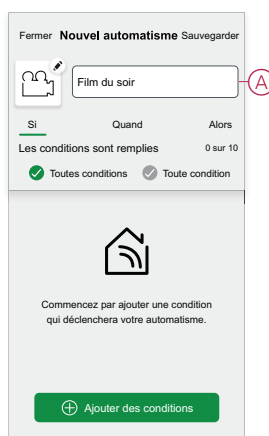 Fermer Nouvel automatisme Sauvegarder
Film du soir
A
Si Quand Alors
Les conditions sont remplies 0 sur 10
Toutes conditions Toute condition
Commencez par ajouter une condition
qui déclenchera votre automatisme.
Ajouter des conditions